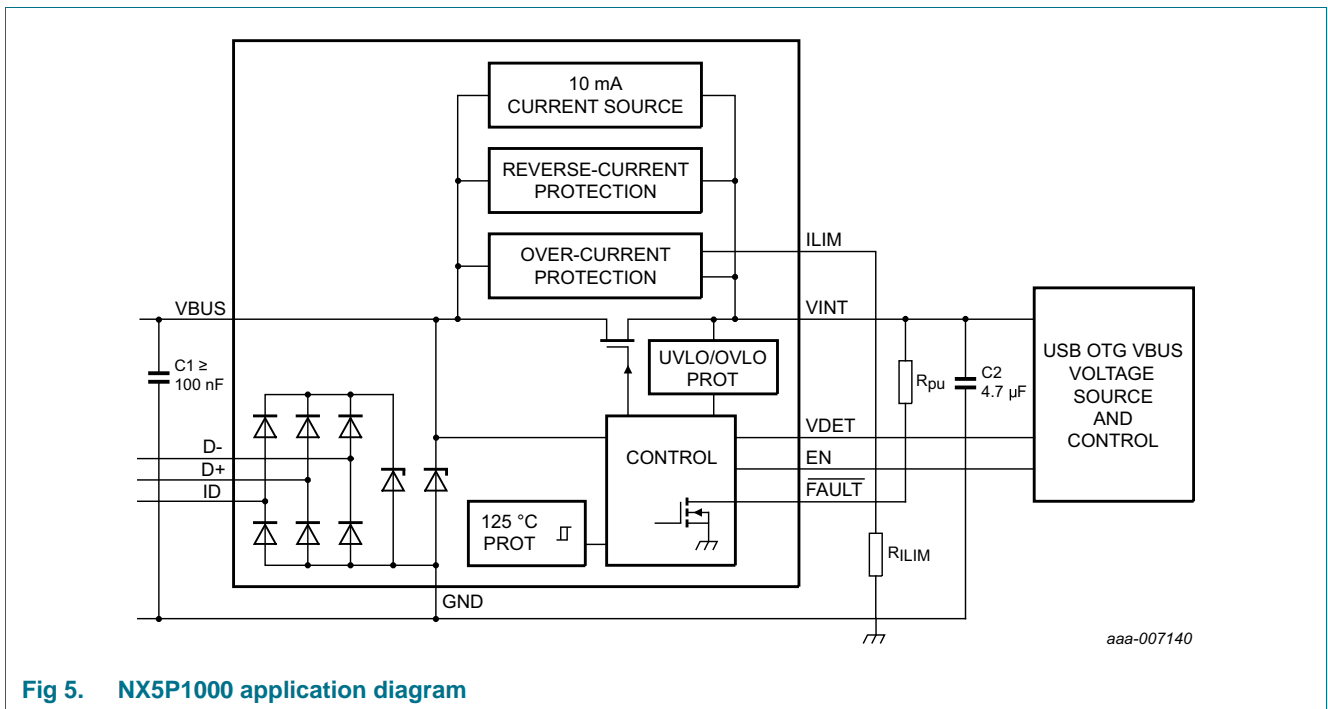 10 mA
CURRENT SOURCE
REVERSE-CURRENT
PROTECTION
OVER-CURRENT
PROTECTION
ILIM
VBUS
VINT
C1 ≥
100 nF
UVLO/OVLO
PROT
Rpu
C2
4.7 µF
USB OTG VBUS
VOLTAGE
SOURCE
AND
CONTROL
D-
D+
ID
CONTROL
VDET
EN
FAULT
125 °C
PROT
RILIM
GND
aaa-007140
Fig 5. NX5P1000 application diagram